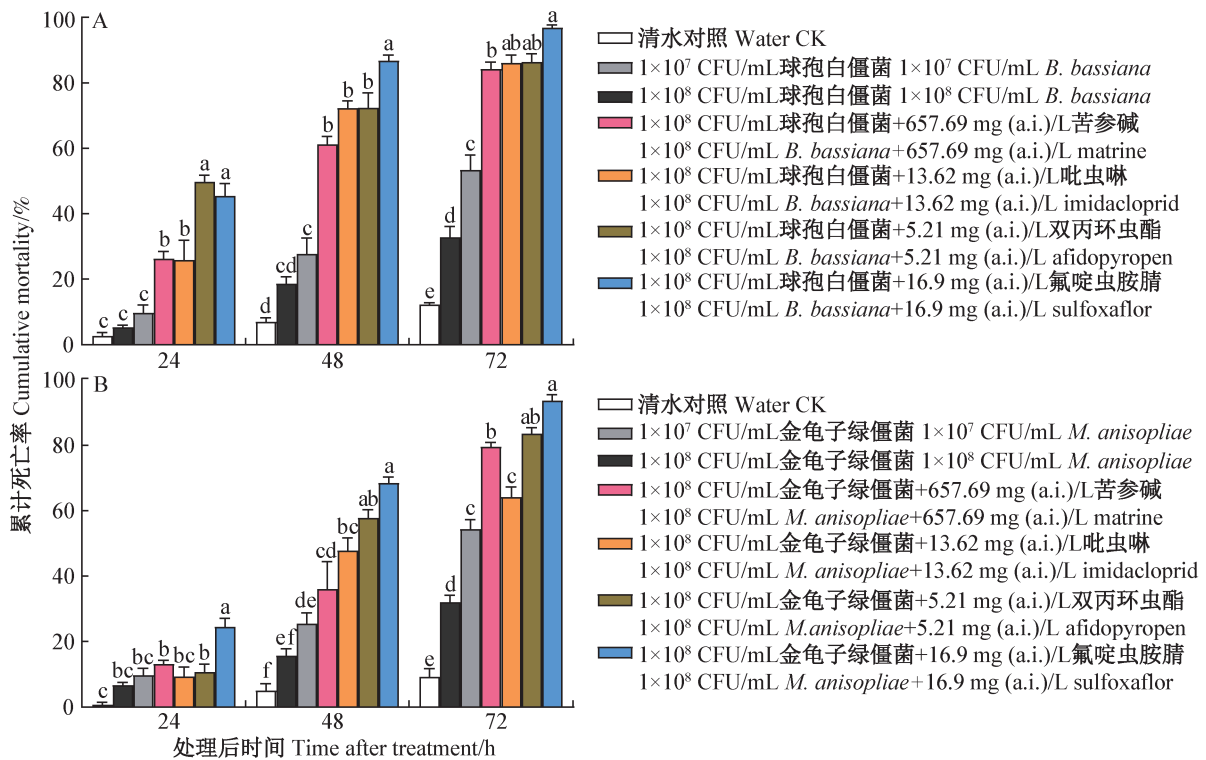 累计死亡率 Cumulative mortality/%
A
100
80
60
40
20
0
c c c b b a a
d cd c b b b a
e d c b ab ab a
24 48 72
清水对照 Water CK
1×10⁷ CFU/mL球孢白僵菌 1×10⁷ CFU/mL B. bassiana
1×10⁸ CFU/mL球孢白僵菌 1×10⁸ CFU/mL B. bassiana
1×10⁸ CFU/mL球孢白僵菌+657.69 mg (a.i.)/L苦参碱
1×10⁸ CFU/mL B. bassiana+657.69 mg (a.i.)/L matrine
1×10⁸ CFU/mL球孢白僵菌+13.62 mg (a.i.)/L吡虫啉
1×10⁸ CFU/mL B. bassiana+13.62 mg (a.i.)/L imidacloprid
1×10⁸ CFU/mL球孢白僵菌+5.21 mg (a.i.)/L双丙环虫酯
1×10⁸ CFU/mL B. bassiana+5.21 mg (a.i.)/L afidopyropen
1×10⁸ CFU/mL球孢白僵菌+16.9 mg (a.i.)/L氟啶虫胺腈
1×10⁸ CFU/mL B. bassiana+16.9 mg (a.i.)/L sulfoxaflor
B
100
80
60
40
20
0
c bc bc b b b a
f ef de cd bc ab a
e d c b c ab a
24 48 72
处理后时间 Time after treatment/h
清水对照 Water CK
1×10⁷ CFU/mL金龟子绿僵菌 1×10⁷ CFU/mL M. anisopliae
1×10⁸ CFU/mL金龟子绿僵菌 1×10⁸ CFU/mL M. anisopliae
1×10⁸ CFU/mL金龟子绿僵菌+657.69 mg (a.i.)/L苦参碱
1×10⁸ CFU/mL M. anisopliae+657.69 mg (a.i.)/L matrine
1×10⁸ CFU/mL金龟子绿僵菌+13.62 mg (a.i.)/L吡虫啉
1×10⁸ CFU/mL M. anisopliae+13.62 mg (a.i.)/L imidacloprid
1×10⁸ CFU/mL金龟子绿僵菌+5.21 mg (a.i.)/L双丙环虫酯
1×10⁸ CFU/mL M.anisopliae+5.21 mg (a.i.)/L afidopyropen
1×10⁸ CFU/mL金龟子绿僵菌+16.9 mg (a.i.)/L氟啶虫胺腈
1×10⁸ CFU/mL M. anisopliae+16.9 mg (a.i.)/L sulfoxaflor